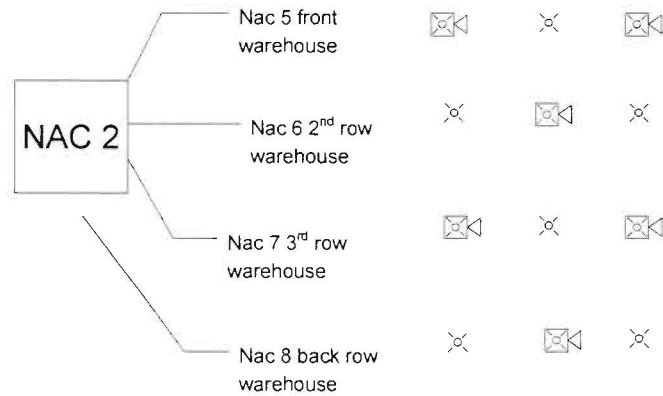 Nac 5 front
warehouse
NAC 2
Nac 6 2nd row
warehouse
Nac 7 3rd row
warehouse
Nac 8 back row
warehouse